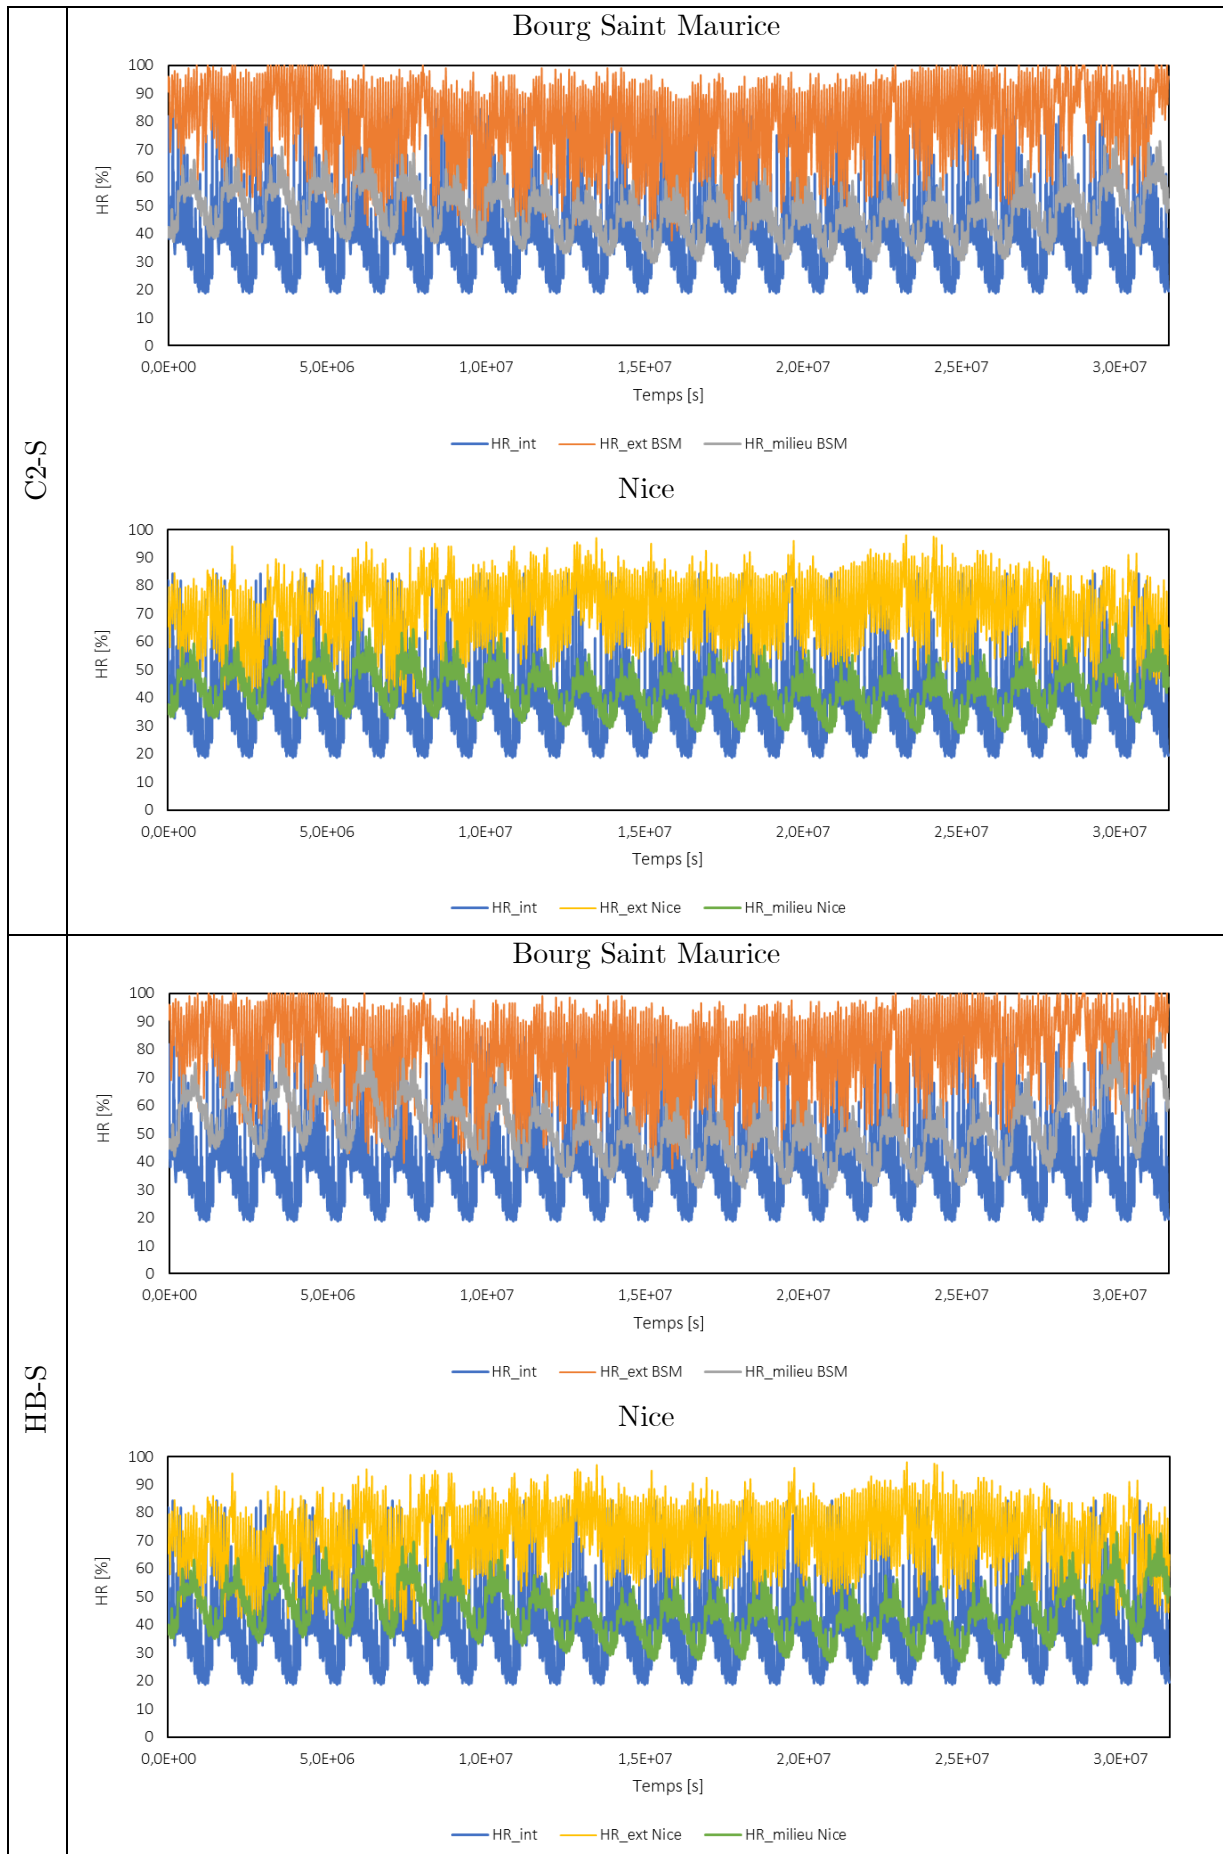 C2-S
Bourg Saint Maurice
HR [%]
100
90
80
70
60
50
40
30
20
10
0
0,0E+00 5,0E+06 1,0E+07 1,5E+07 2,0E+07 2,5E+07 3,0E+07
Temps [s]
HR_int HR_ext BSM HR_milieu BSM
Nice
HR [%]
100
90
80
70
60
50
40
30
20
10
0
0,0E+00 5,0E+06 1,0E+07 1,5E+07 2,0E+07 2,5E+07 3,0E+07
Temps [s]
HR_int HR_ext Nice HR_milieu Nice
HB-S
Bourg Saint Maurice
HR [%]
100
90
80
70
60
50
40
30
20
10
0
0,0E+00 5,0E+06 1,0E+07 1,5E+07 2,0E+07 2,5E+07 3,0E+07
Temps [s]
HR_int HR_ext BSM HR_milieu BSM
Nice
HR [%]
100
90
80
70
60
50
40
30
20
10
0
0,0E+00 5,0E+06 1,0E+07 1,5E+07 2,0E+07 2,5E+07 3,0E+07
Temps [s]
HR_int HR_ext Nice HR_milieu Nice